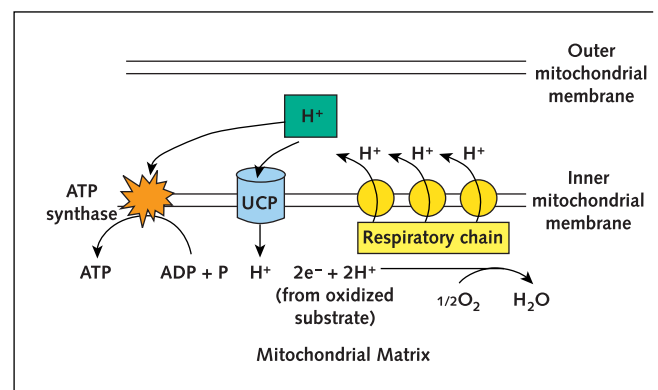 Outer
mitochondrial
membrane
H⁺
H⁺ H⁺ H⁺
ATP
synthase
UCP
Inner
mitochondrial
membrane
Respiratory chain
ATP ADP + P H⁺ 2e⁻ + 2H⁺
(from oxidized
substrate)
1/2O₂ H₂O
Mitochondrial Matrix